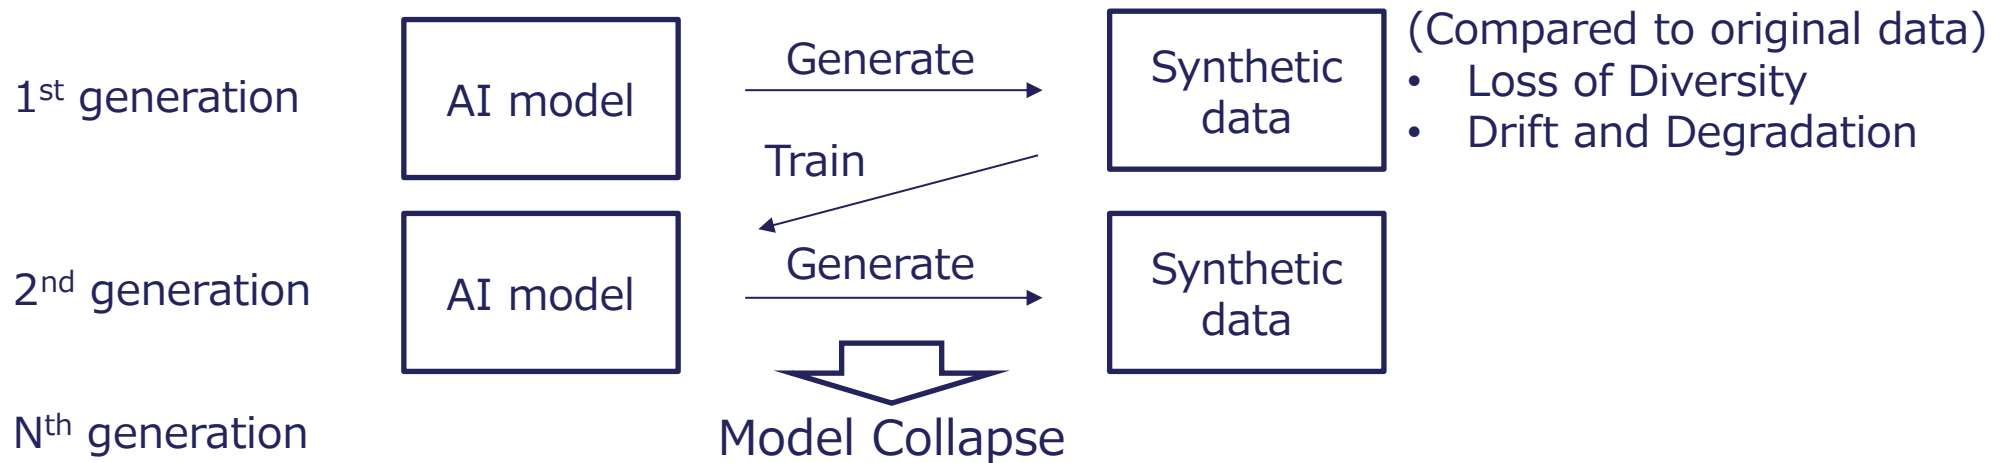 1st generation
AI model
Generate
Synthetic
data
(Compared to original data)
• Loss of Diversity
• Drift and Degradation
Train
2nd generation
AI model
Generate
Synthetic
data
Nth generation
Model Collapse